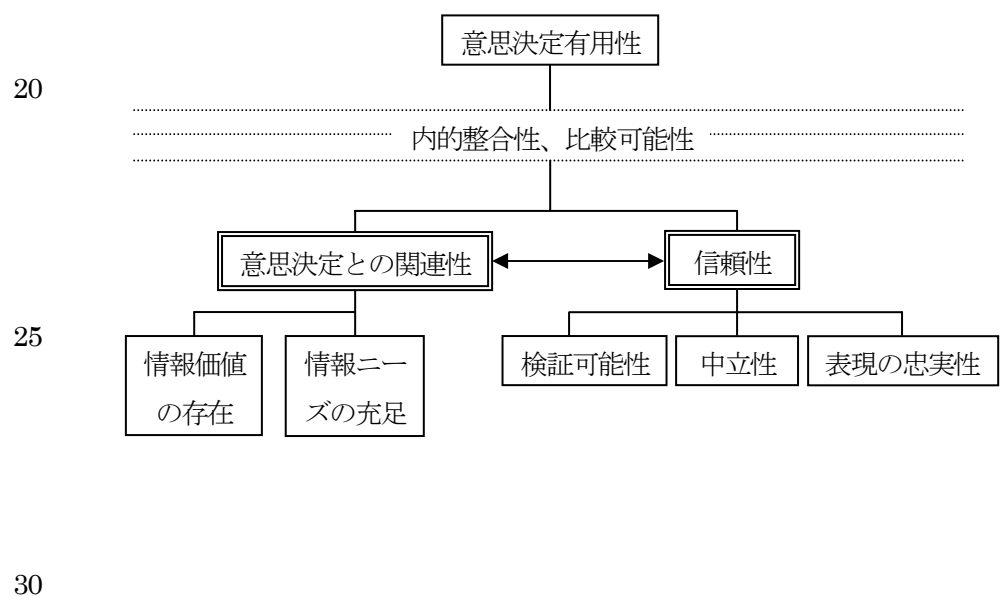 意思決定有用性
20
内的整合性、比較可能性
意思決定との関連性
信頼性
25
情報価値
の存在
情報ニー
ズの充足
検証可能性
中立性
表現の忠実性
30